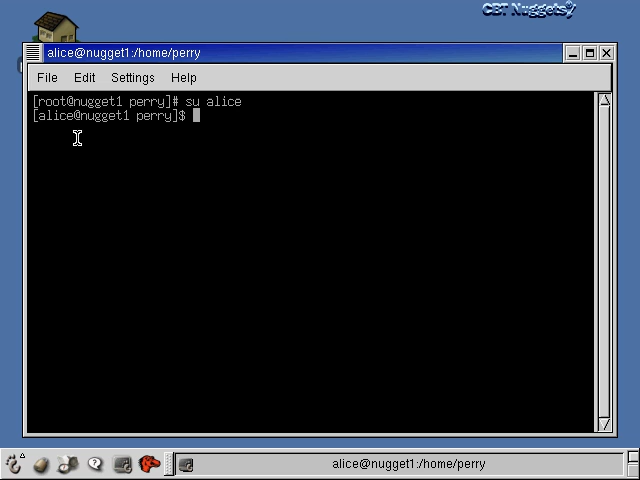 CBT Nuggets
alice@nugget1:/home/perry
File Edit Settings Help
[root@nugget1 perry]# su alice
[alice@nugget1 perry]$
alice@nugget1:/home/perry